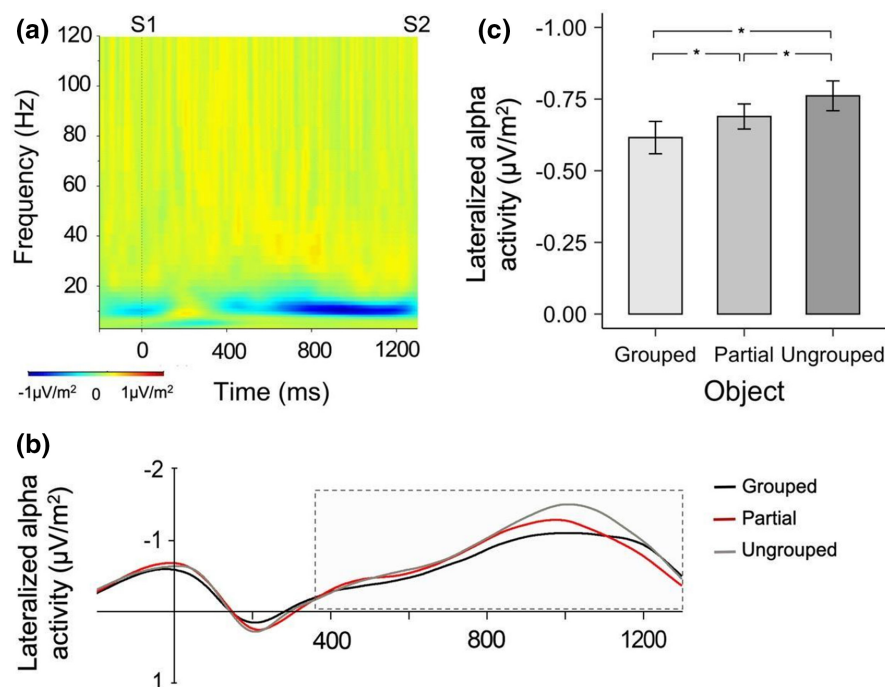 (a)
S1
S2
120
100
80
60
40
20
Frequency (Hz)
0
400
800
1200
Time (ms)
-1μV/m²
0
1μV/m²
(c)
-1.00
-0.75
-0.50
-0.25
0.00
Lateralized alpha
activity (μV/m²)
*
*
*
Grouped
Partial
Ungrouped
Object
(b)
-2
-1
1
Lateralized alpha
activity (μV/m²)
400
800
1200
Grouped
Partial
Ungrouped